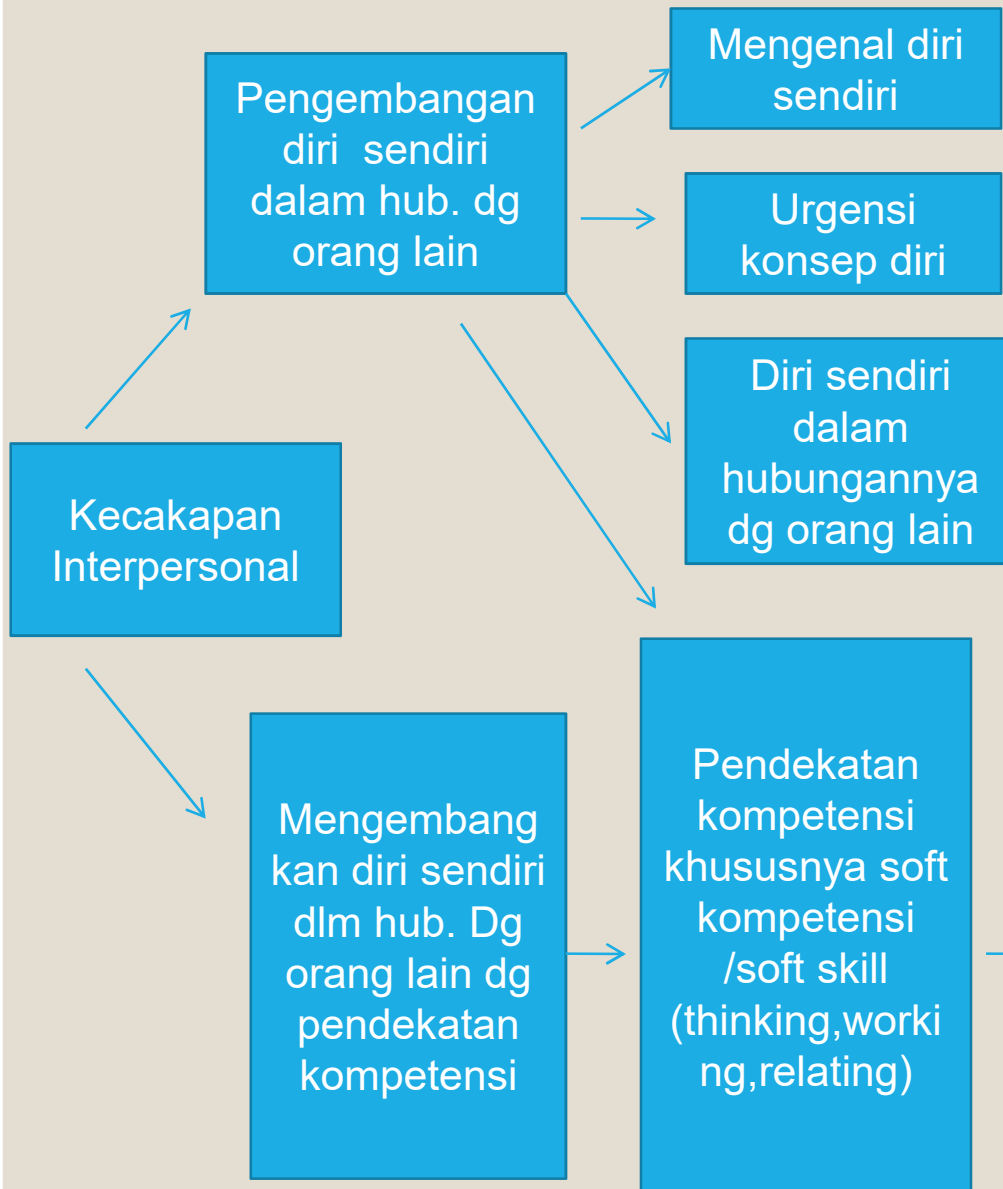 Mengenal diri
sendiri
Pengembangan
diri sendiri
dalam hub. dg
orang lain
Urgensi
konsep diri
Diri sendiri
dalam
hubungannya
dg orang lain
Kecakapan
Interpersonal
Mengembang
kan diri sendiri
dlm hub. Dg
orang lain dg
pendekatan
kompetensi
Pendekatan
kompetensi
khususnya soft
kompetensi
/soft skill
(thinking,worki
ng,relating)